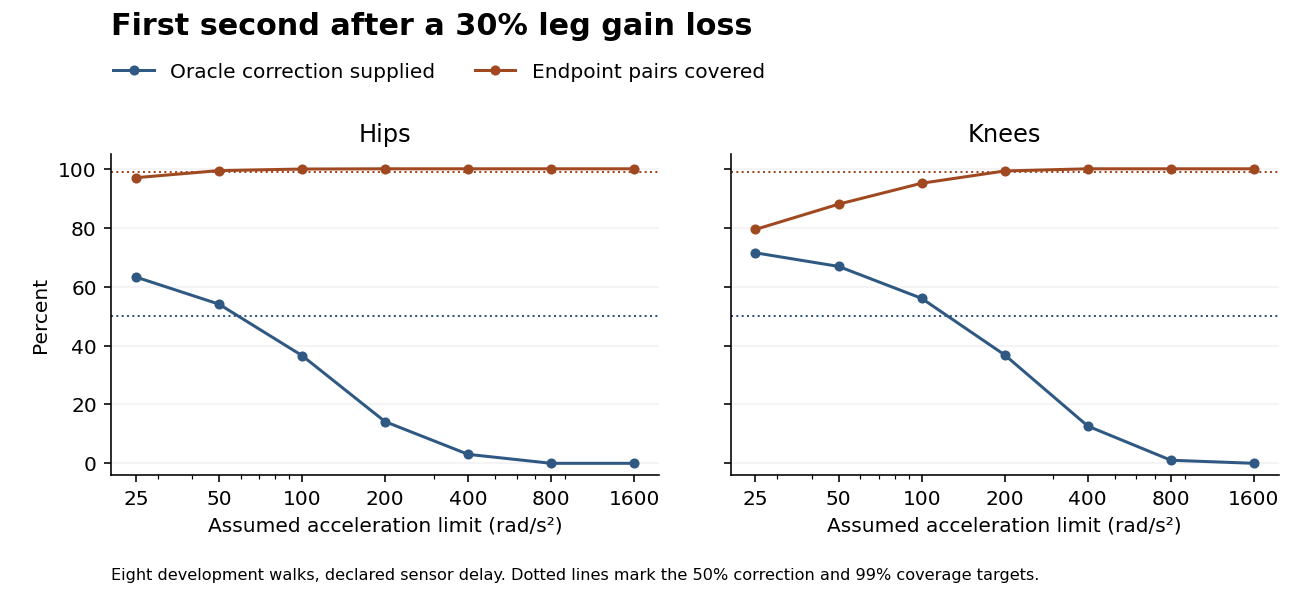 First second after a 30% leg gain loss
Oracle correction supplied
Endpoint pairs covered
Hips
Knees
Percent
100
80
60
40
20
0
25 50 100 200 400 800 1600
25 50 100 200 400 800 1600
Assumed acceleration limit (rad/s²)
Assumed acceleration limit (rad/s²)
Eight development walks, declared sensor delay. Dotted lines mark the 50% correction and 99% coverage targets.